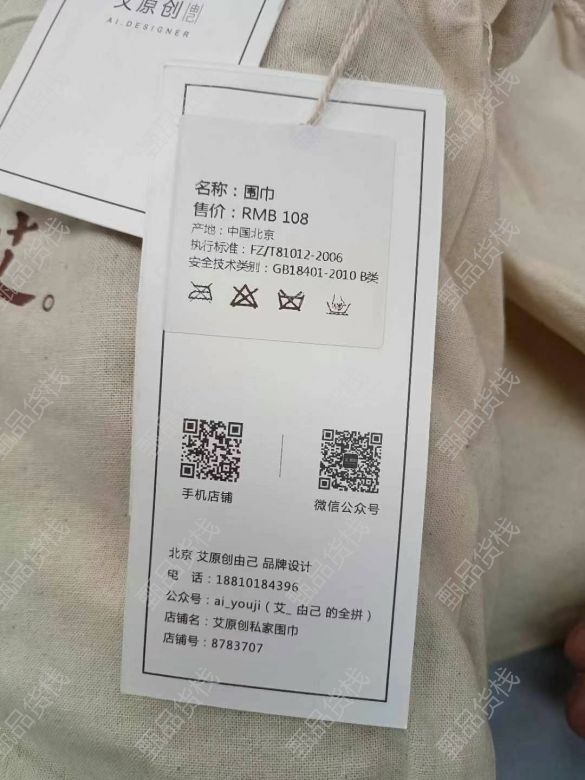 艾原创
AI.DESIGNER
名称：围巾
售价：RMB 108
产地：中国北京
执行标准：FZ/T81012-2006
安全技术类别：GB18401-2010 B类
手机店铺
微信公众号
北京 艾原创由己 品牌设计
电 话：18810184396
公众号：ai_youji（艾_ 由己 的全拼）
店铺名：艾原创私家围巾
店铺号：8783707
甄品货栈